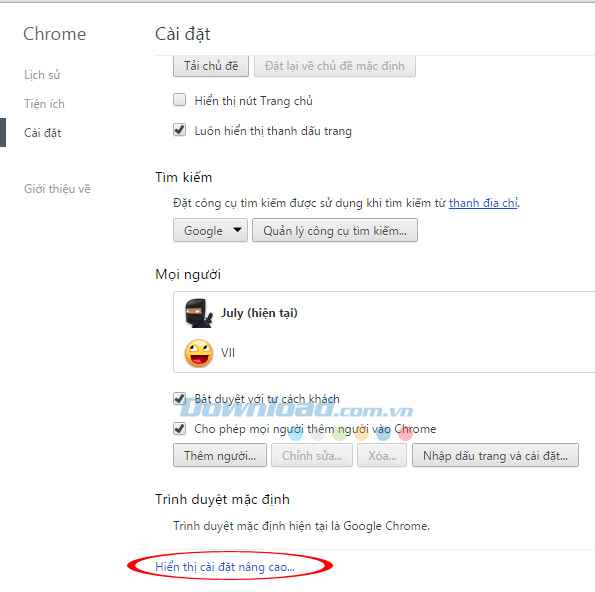 Chrome
Cài đặt
Lịch sử
Tiện ích
Cài đặt
Giới thiệu về
Tải chủ đề
Đặt lại về chủ đề mặc định
Hiển thị nút Trang chủ
Luôn hiển thị thanh dấu trang
Tìm kiếm
Đặt công cụ tìm kiếm được sử dụng khi tìm kiếm từ thanh địa chỉ.
Google
Quản lý công cụ tìm kiếm...
Mọi người
July (hiện tại)
VII
Bật duyệt với tư cách khách
Download.com.vn
Cho phép mọi người thêm người vào Chrome
Thêm người...
Chỉnh sửa...
Xóa...
Nhập dấu trang và cài đặt...
Trình duyệt mặc định
Trình duyệt mặc định hiện tại là Google Chrome.
Hiển thị cài đặt nâng cao...